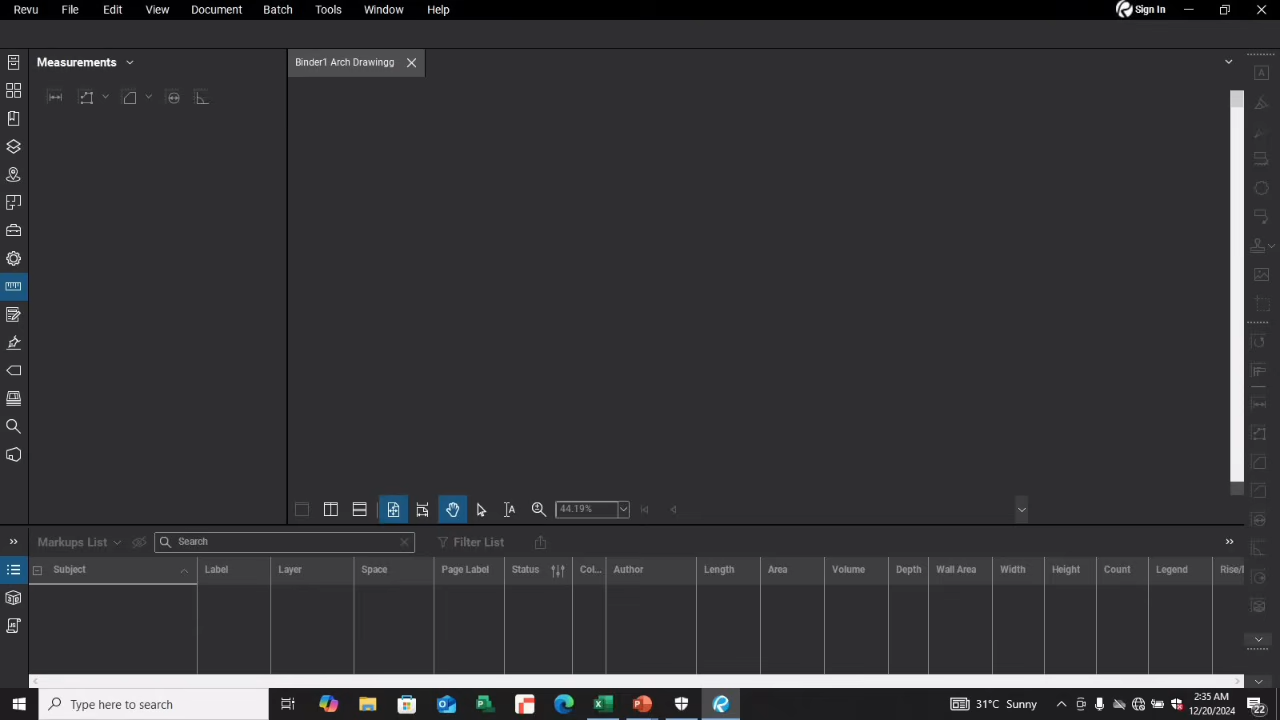 Revu File Edit View Document Batch Tools Window Help Sign In
Measurements Binder1 Arch Drawingg
44.19%
Markups List Search Filter List
Subject Label Layer Space Page Label Status Col... Author Length Area Volume Depth Wall Area Width Height Count Legend Rise/
Type here to search 31°C Sunny 2:35 AM
12/20/2024 22